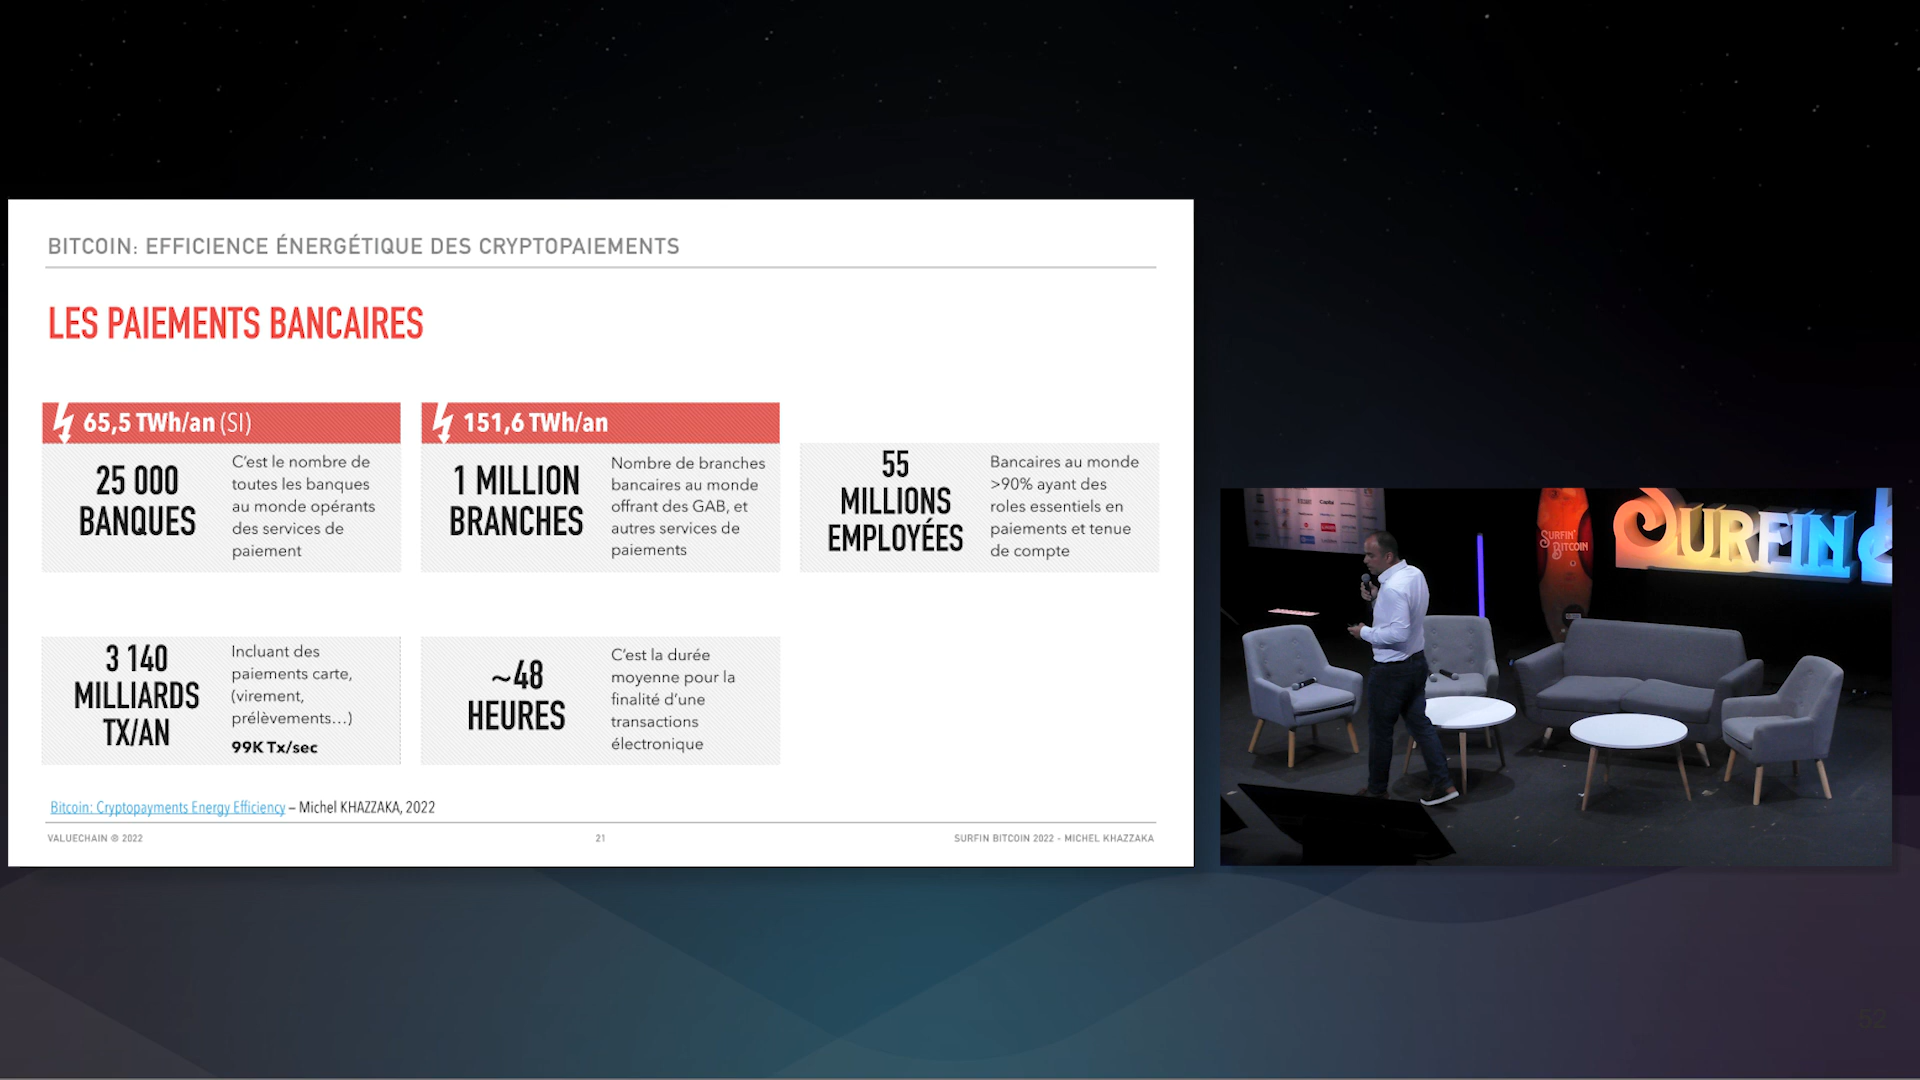 BITCOIN: EFFICIENCE ÉNERGÉTIQUE DES CRYPTOPAIEMENTS
LES PAIEMENTS BANCAIRES
65,5 TWh/an (SI)
25 000
BANQUES
C'est le nombre de
toutes les banques
au monde opérants
des services de
paiement
151,6 TWh/an
1 MILLION
BRANCHES
Nombre de branches
bancaires au monde
offrant des GAB, et
autres services de
paiements
55
MILLIONS
EMPLOYÉES
Bancaires au monde
>90% ayant des
roles essentiels en
paiements et tenue
de compte
3 140
MILLIARDS
TX/AN
Incluant des
paiements carte,
(virement,
prélèvements...)
99K Tx/sec
~48
HEURES
C'est la durée
moyenne pour la
finalité d'une
transactions
électronique
Bitcoin: Cryptopayments Energy Efficiency – Michel KHAZZAKA, 2022
VALUECHAIN © 2022
21
SURFIN BITCOIN 2022 - MICHEL KHAZZAKA
SURFIN'
BITCOIN
SURFIN
52